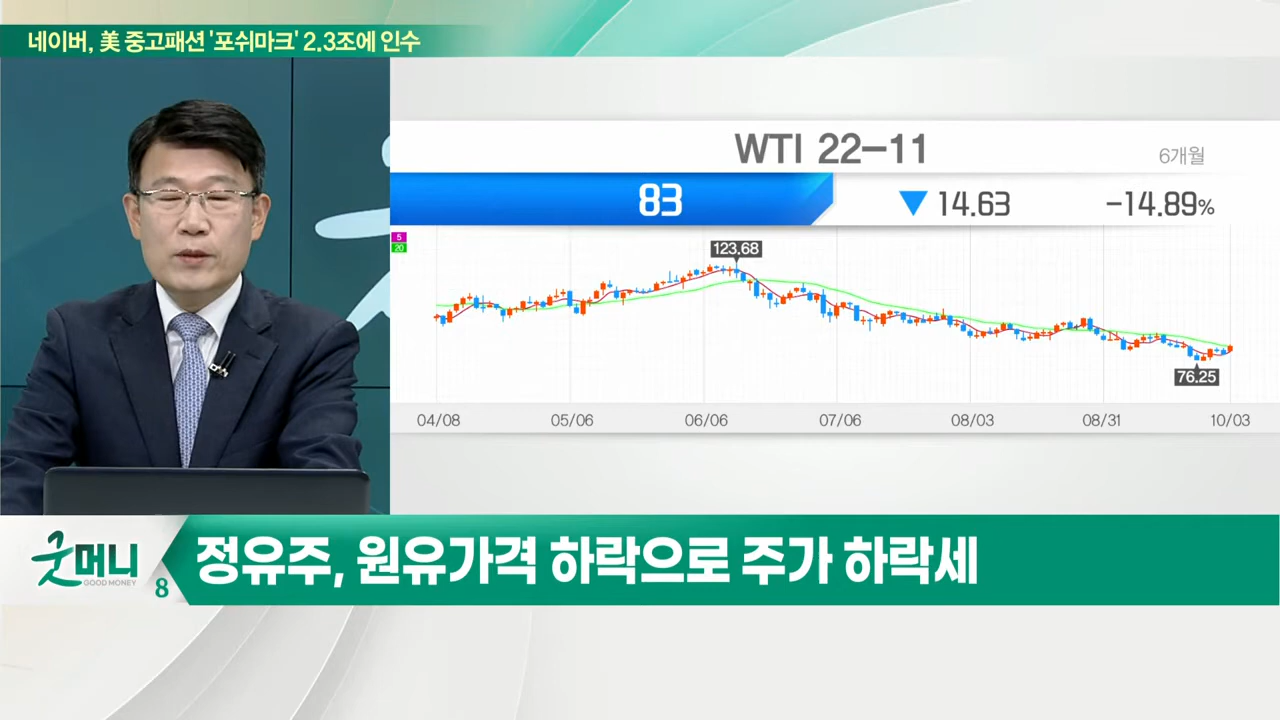 네이버, 美 중고패션 '포쉬마크' 2.3조에 인수
WTI 22-11
6개월
83
▼ 14.63
-14.89%
5
20
123.68
76.25
04/08 05/06 06/06 07/06 08/03 08/31 10/03
굿머니
GOOD MONEY
8
정유주, 원유가격 하락으로 주가 하락세